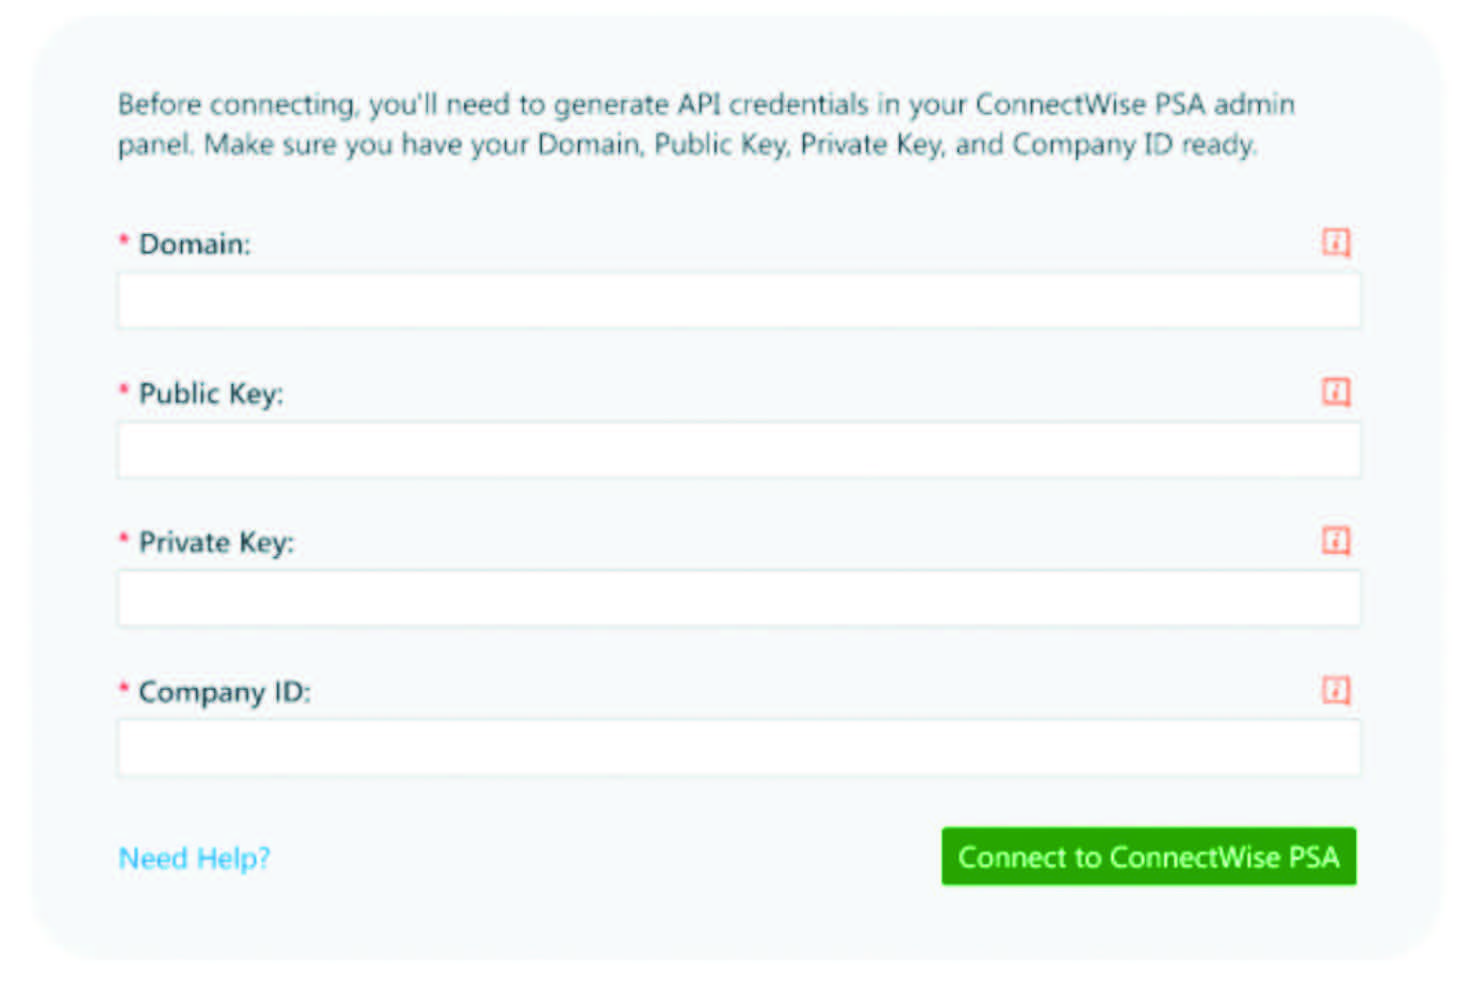 Before connecting, you'll need to generate API credentials in your ConnectWise PSA admin
panel. Make sure you have your Domain, Public Key, Private Key, and Company ID ready.
* Domain:
i
* Public Key:
i
* Private Key:
i
* Company ID:
i
Need Help?
Connect to ConnectWise PSA